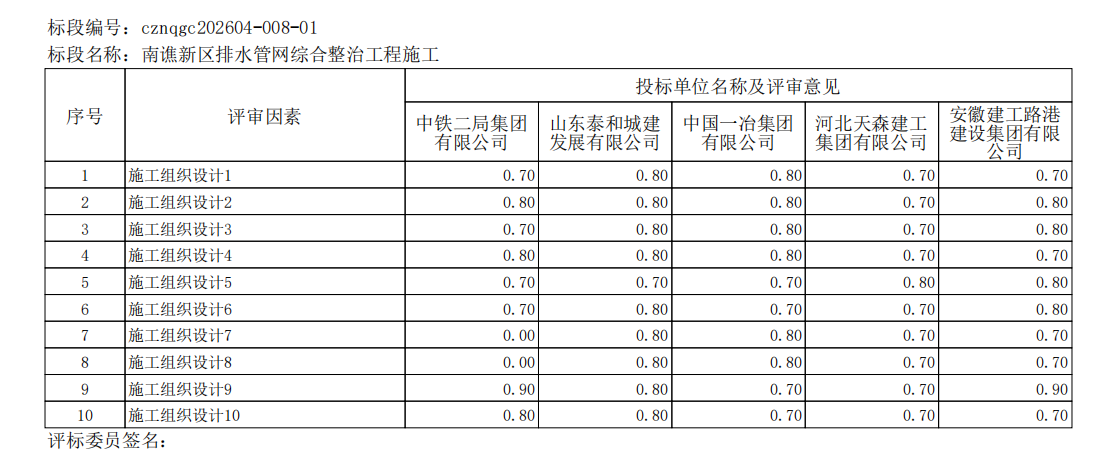 标段编号：cznqgc202604-008-01
标段名称：南谯新区排水管网综合整治工程施工
序号 评审因素 投标单位名称及评审意见
中铁二局集团有限公司 山东泰和城建发展有限公司 中国一冶集团有限公司 河北天森建工集团有限公司 安徽建工路港建设集团有限公司
1 施工组织设计1 0.70 0.80 0.80 0.70 0.70
2 施工组织设计2 0.80 0.80 0.80 0.70 0.80
3 施工组织设计3 0.70 0.80 0.80 0.70 0.80
4 施工组织设计4 0.80 0.80 0.80 0.70 0.70
5 施工组织设计5 0.70 0.70 0.70 0.80 0.80
6 施工组织设计6 0.70 0.80 0.70 0.70 0.80
7 施工组织设计7 0.00 0.80 0.80 0.70 0.70
8 施工组织设计8 0.00 0.80 0.80 0.70 0.70
9 施工组织设计9 0.90 0.80 0.70 0.70 0.90
10 施工组织设计10 0.80 0.80 0.70 0.70 0.70
评标委员签名：